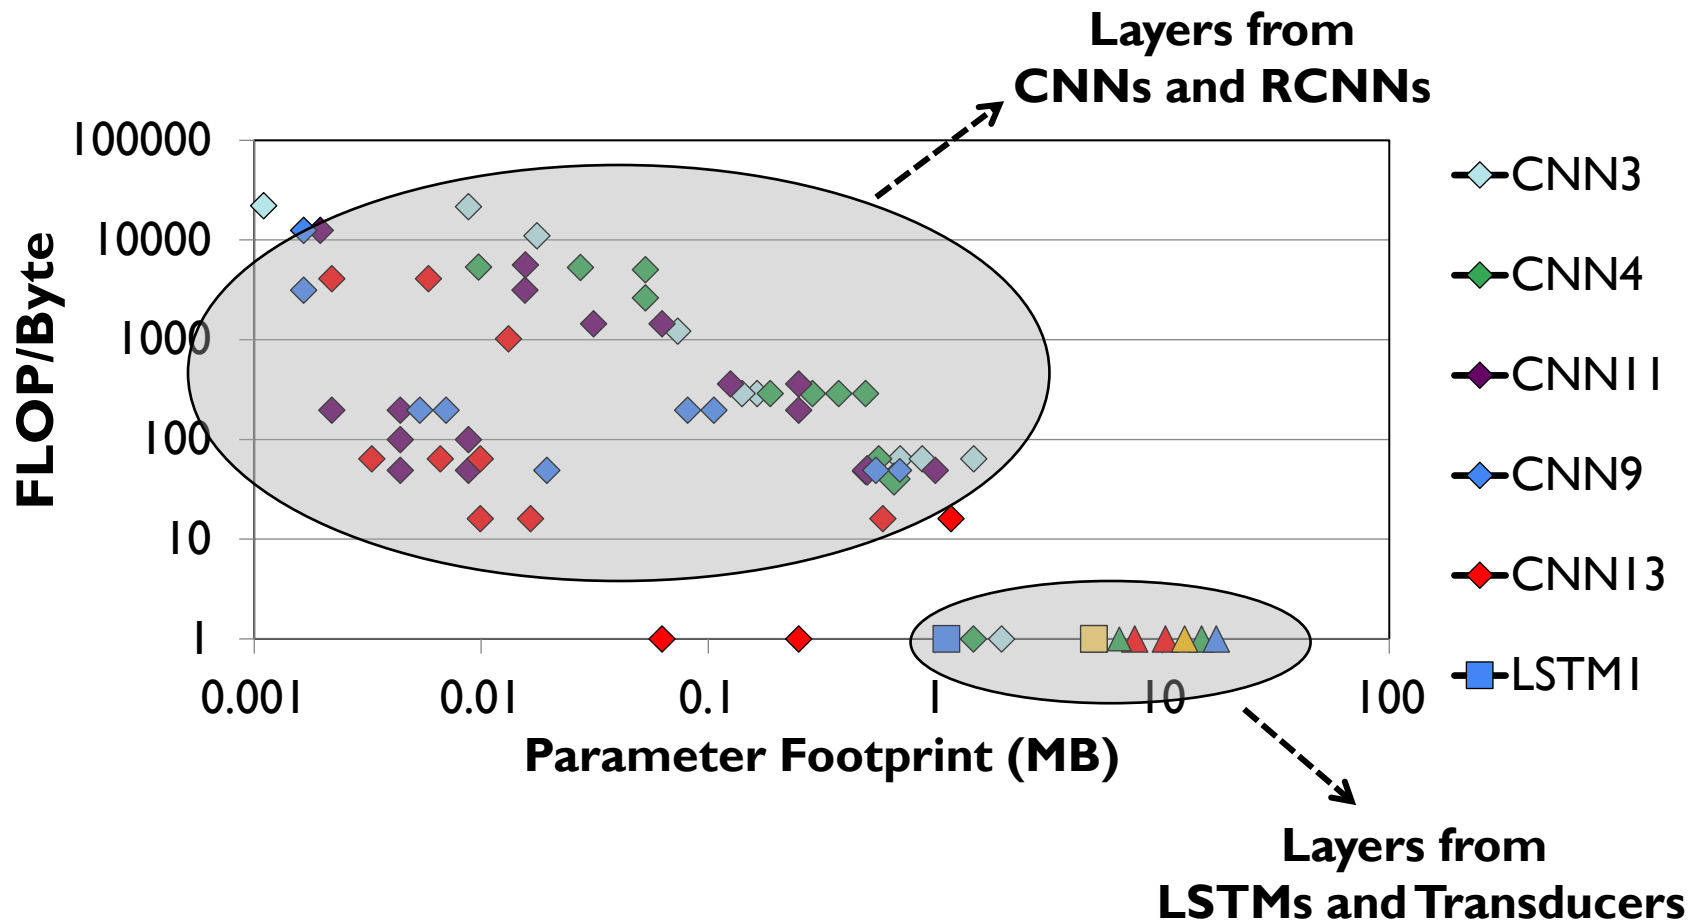 Layers from
CNNs and RCNNs
100000
10000
1000
100
10
1
FLOP/Byte
0.001
0.01
0.1
1
10
100
Parameter Footprint (MB)
CNN3
CNN4
CNN11
CNN9
CNN13
LSTM1
Layers from
LSTMs and Transducers